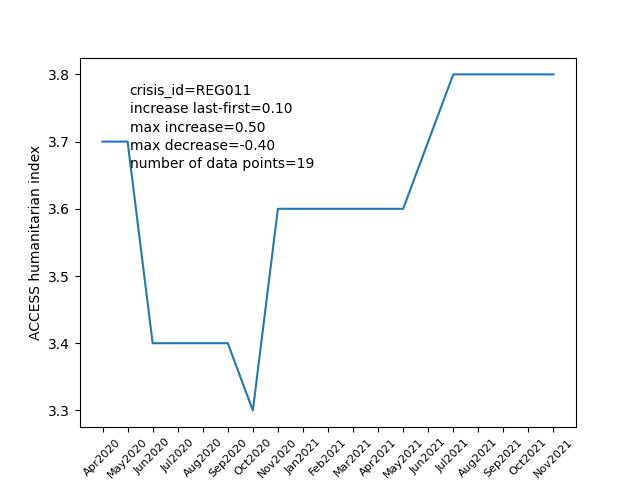 3.8
3.7
3.6
3.5
3.4
3.3
ACCESS humanitarian index
crisis_id=REG011
increase last-first=0.10
max increase=0.50
max decrease=-0.40
number of data points=19
Apr2020
May2020
Jun2020
Jul2020
Aug2020
Sep2020
Oct2020
Nov2020
Jan2021
Feb2021
Mar2021
Apr2021
May2021
Jun2021
Jul2021
Aug2021
Sep2021
Oct2021
Nov2021